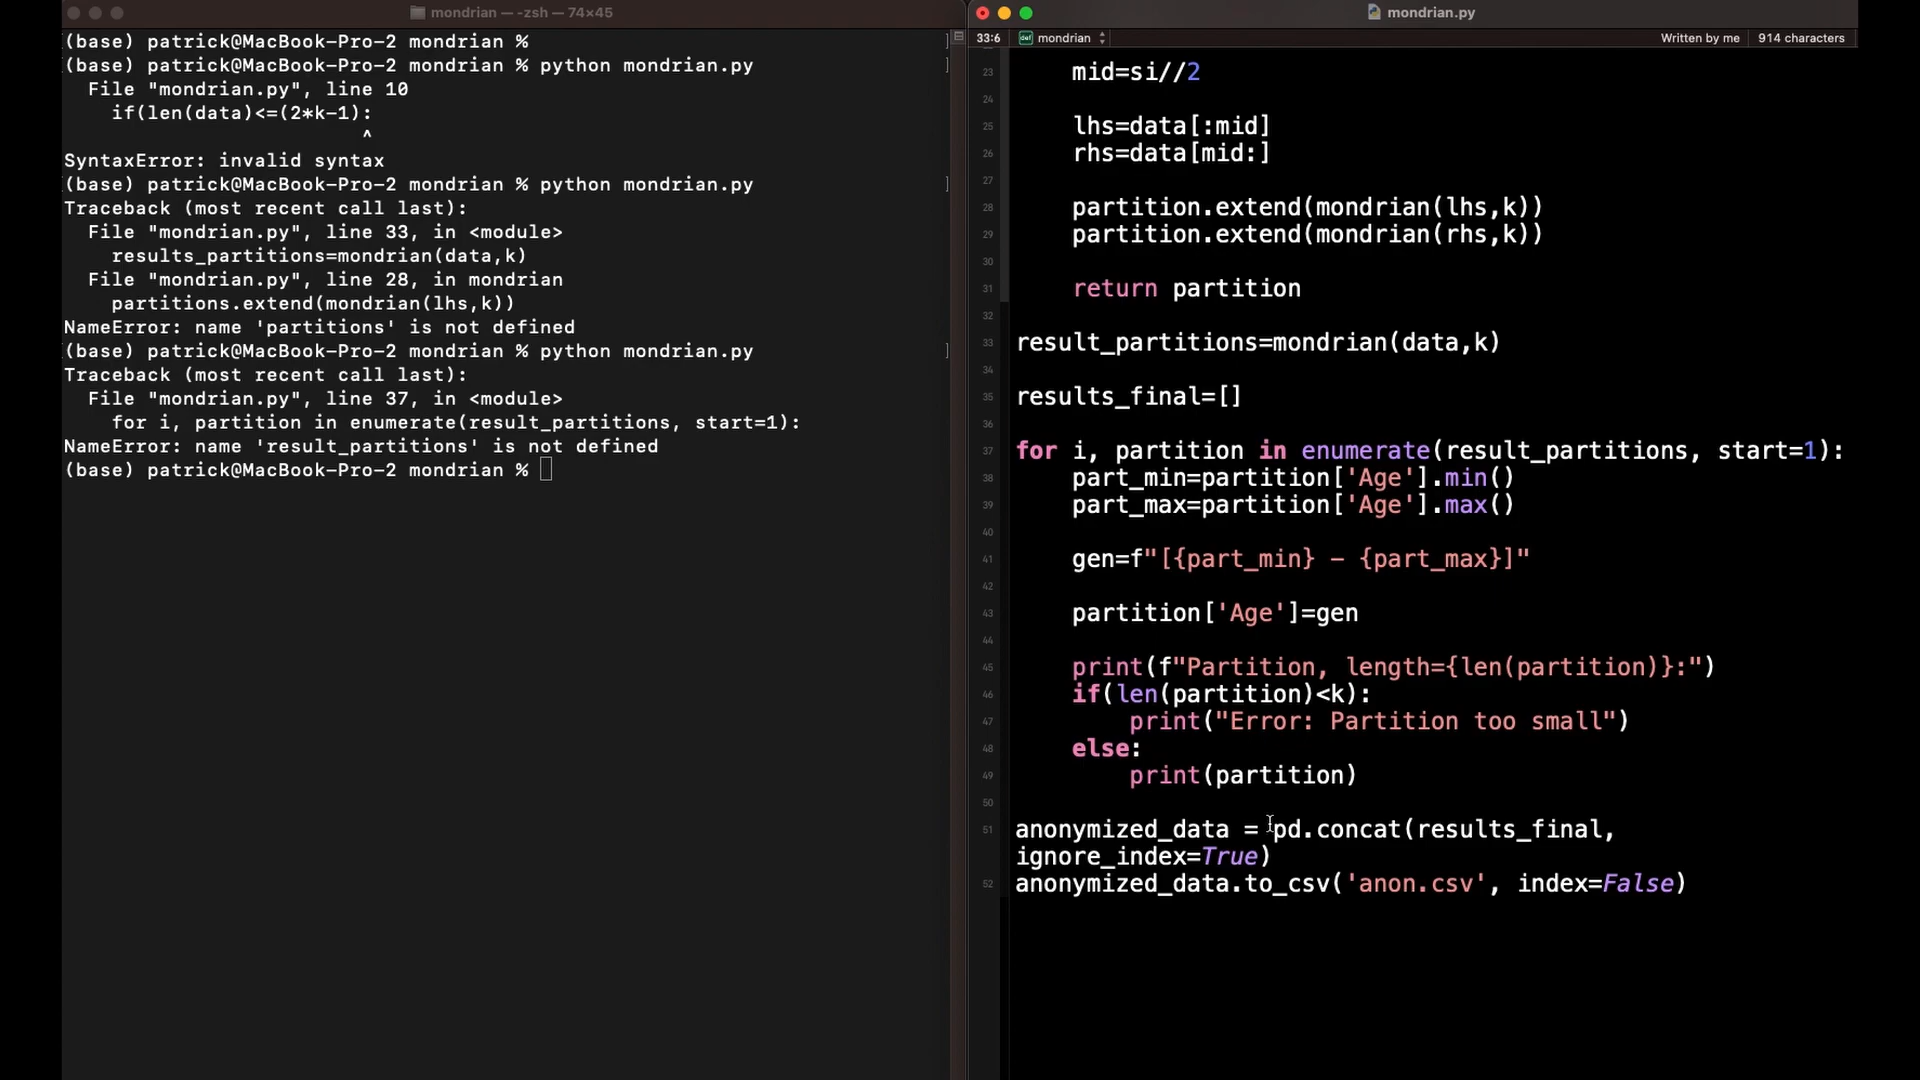 mondrian — -zsh — 74×45
(base) patrick@MacBook-Pro-2 mondrian %
(base) patrick@MacBook-Pro-2 mondrian % python mondrian.py
  File "mondrian.py", line 10
    if(len(data)<=(2*k-1):
                         ^
SyntaxError: invalid syntax
(base) patrick@MacBook-Pro-2 mondrian % python mondrian.py
Traceback (most recent call last):
  File "mondrian.py", line 33, in <module>
    results_partitions=mondrian(data,k)
  File "mondrian.py", line 28, in mondrian
    partitions.extend(mondrian(lhs,k))
NameError: name 'partitions' is not defined
(base) patrick@MacBook-Pro-2 mondrian % python mondrian.py
Traceback (most recent call last):
  File "mondrian.py", line 37, in <module>
    for i, partition in enumerate(result_partitions, start=1):
NameError: name 'result_partitions' is not defined
(base) patrick@MacBook-Pro-2 mondrian %
mondrian.py
33:6 def mondrian Written by me 914 characters
23     mid=si//2
24
25     lhs=data[:mid]
26     rhs=data[mid:]
27
28     partition.extend(mondrian(lhs,k))
29     partition.extend(mondrian(rhs,k))
30
31     return partition
32
33 result_partitions=mondrian(data,k)
34
35 results_final=[]
36
37 for i, partition in enumerate(result_partitions, start=1):
38     part_min=partition['Age'].min()
39     part_max=partition['Age'].max()
40
41     gen=f"[{part_min} - {part_max}]"
42
43     partition['Age']=gen
44
45     print(f"Partition, length={len(partition)}:")
46     if(len(partition)<k):
47         print("Error: Partition too small")
48     else:
49         print(partition)
50
51 anonymized_data = pd.concat(results_final,
ignore_index=True)
52 anonymized_data.to_csv('anon.csv', index=False)